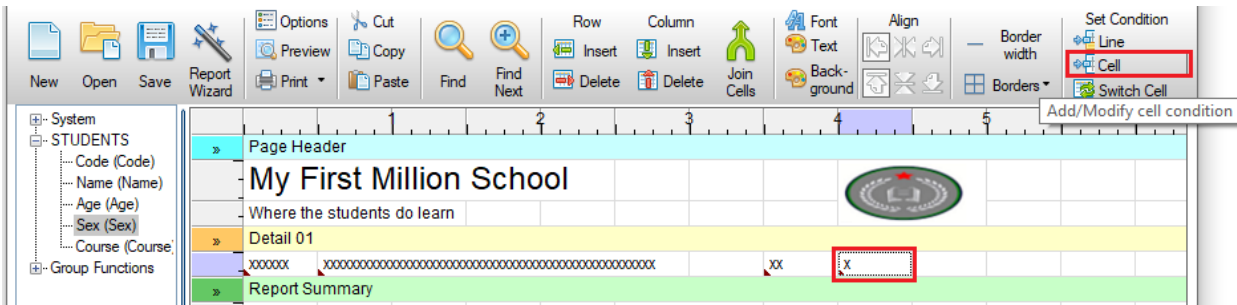 Options Cut Row Column Font Align Set Condition
Preview Copy Insert Insert Text Border width Line
New Open Save Report Wizard Print Paste Find Find Next Delete Delete Join Cells Back-ground Borders Cell
Switch Cell
Add/Modify cell condition
System
STUDENTS
Code (Code)
Name (Name)
Age (Age)
Sex (Sex)
Course (Course)
Group Functions
1 2 3 4 5
» Page Header
My First Million School
Where the students do learn
» Detail 01
XXXXXX XXXXXXXXXXXXXXXXXXXXXXXXXXXXXXXXXXXXXXXXXXXXXXXXXX XX X
» Report Summary